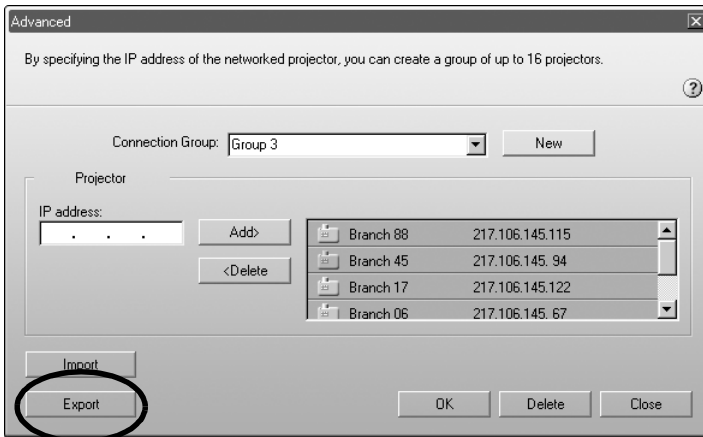 Advanced
By specifying the IP address of the networked projector, you can create a group of up to 16 projectors.
?
Connection Group: Group 3 New
Projector
IP address:
. . . Add>
<Delete
Branch 88 217.106.145.115
Branch 45 217.106.145. 94
Branch 17 217.106.145.122
Branch 06 217.106.145. 67
Import
Export OK Delete Close